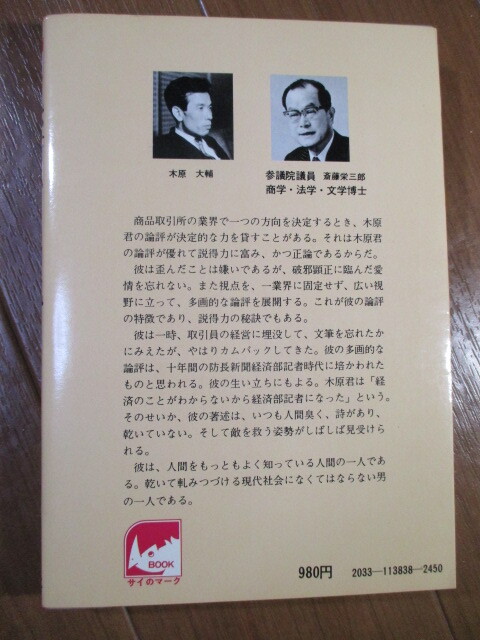 木原　大輔
参議院議員　斎藤栄三郎
商学・法学・文学博士
商品取引所の業界で一つの方向を決定するとき、木原
君の論評が決定的な力を貸すことがある。それは木原君
の論評が優れて説得力に富み、かつ正論であるからだ。
彼は歪んだことは嫌いであるが、破邪顕正に臨んだ愛
情を忘れない。また視点を、一業界に固定せず、広い視
野に立って、多画的な論評を展開する。これが彼の論評
の特徴であり、説得力の秘訣でもある。
彼は一時、取引員の経営に埋没して、文筆を忘れたか
にみえたが、やはりカムバックしてきた。彼の多画的な
論評は、十年間の防長新聞経済部記者時代に培かわれた
ものと思われる。彼の生い立ちにもよる。木原君は「経
済のことがわからないから経済部記者になった」という。
そのせいか、彼の著述は、いつも人間臭く、詩があり、
乾いていない。そして敵を救う姿勢がしばしば見受けら
れる。
彼は、人間をもっともよく知っている人間の一人であ
る。乾いて軋みつづける現代社会になくてはならない男
の一人である。
BOOK
サイのマーク
980円
2033—113838—2450